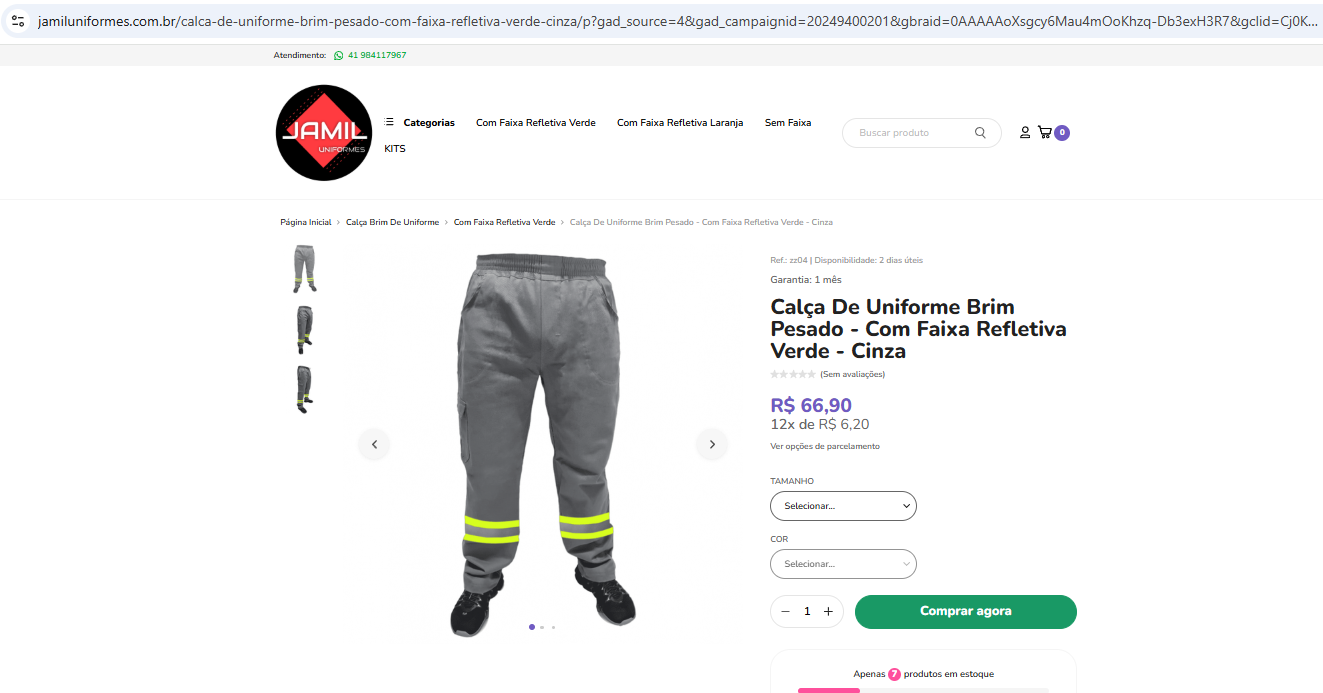 jamiluniformes.com.br/calca-de-uniforme-brim-pesado-com-faixa-refletiva-verde-cinza/p?gad_source=4&gad_campaignid=20249400201&gbraid=0AAAAAoXsgcy6Mau4mOoKhzq-Db3exH3R7&gclid=Cj0K...
Atendimento: 41 984117967
JAMIL
UNIFORMES
Categorias Com Faixa Refletiva Verde Com Faixa Refletiva Laranja Sem Faixa
KITS
Buscar produto
0
Página Inicial > Calça Brim De Uniforme > Com Faixa Refletiva Verde > Calça De Uniforme Brim Pesado - Com Faixa Refletiva Verde - Cinza
Ref.: zz04 | Disponibilidade: 2 dias úteis
Garantia: 1 mês
Calça De Uniforme Brim
Pesado - Com Faixa Refletiva
Verde - Cinza
(Sem avaliações)
R$ 66,90
12x de R$ 6,20
Ver opções de parcelamento
TAMANHO
Selecionar...
COR
Selecionar...
− 1 +
Comprar agora
Apenas 7 produtos em estoque